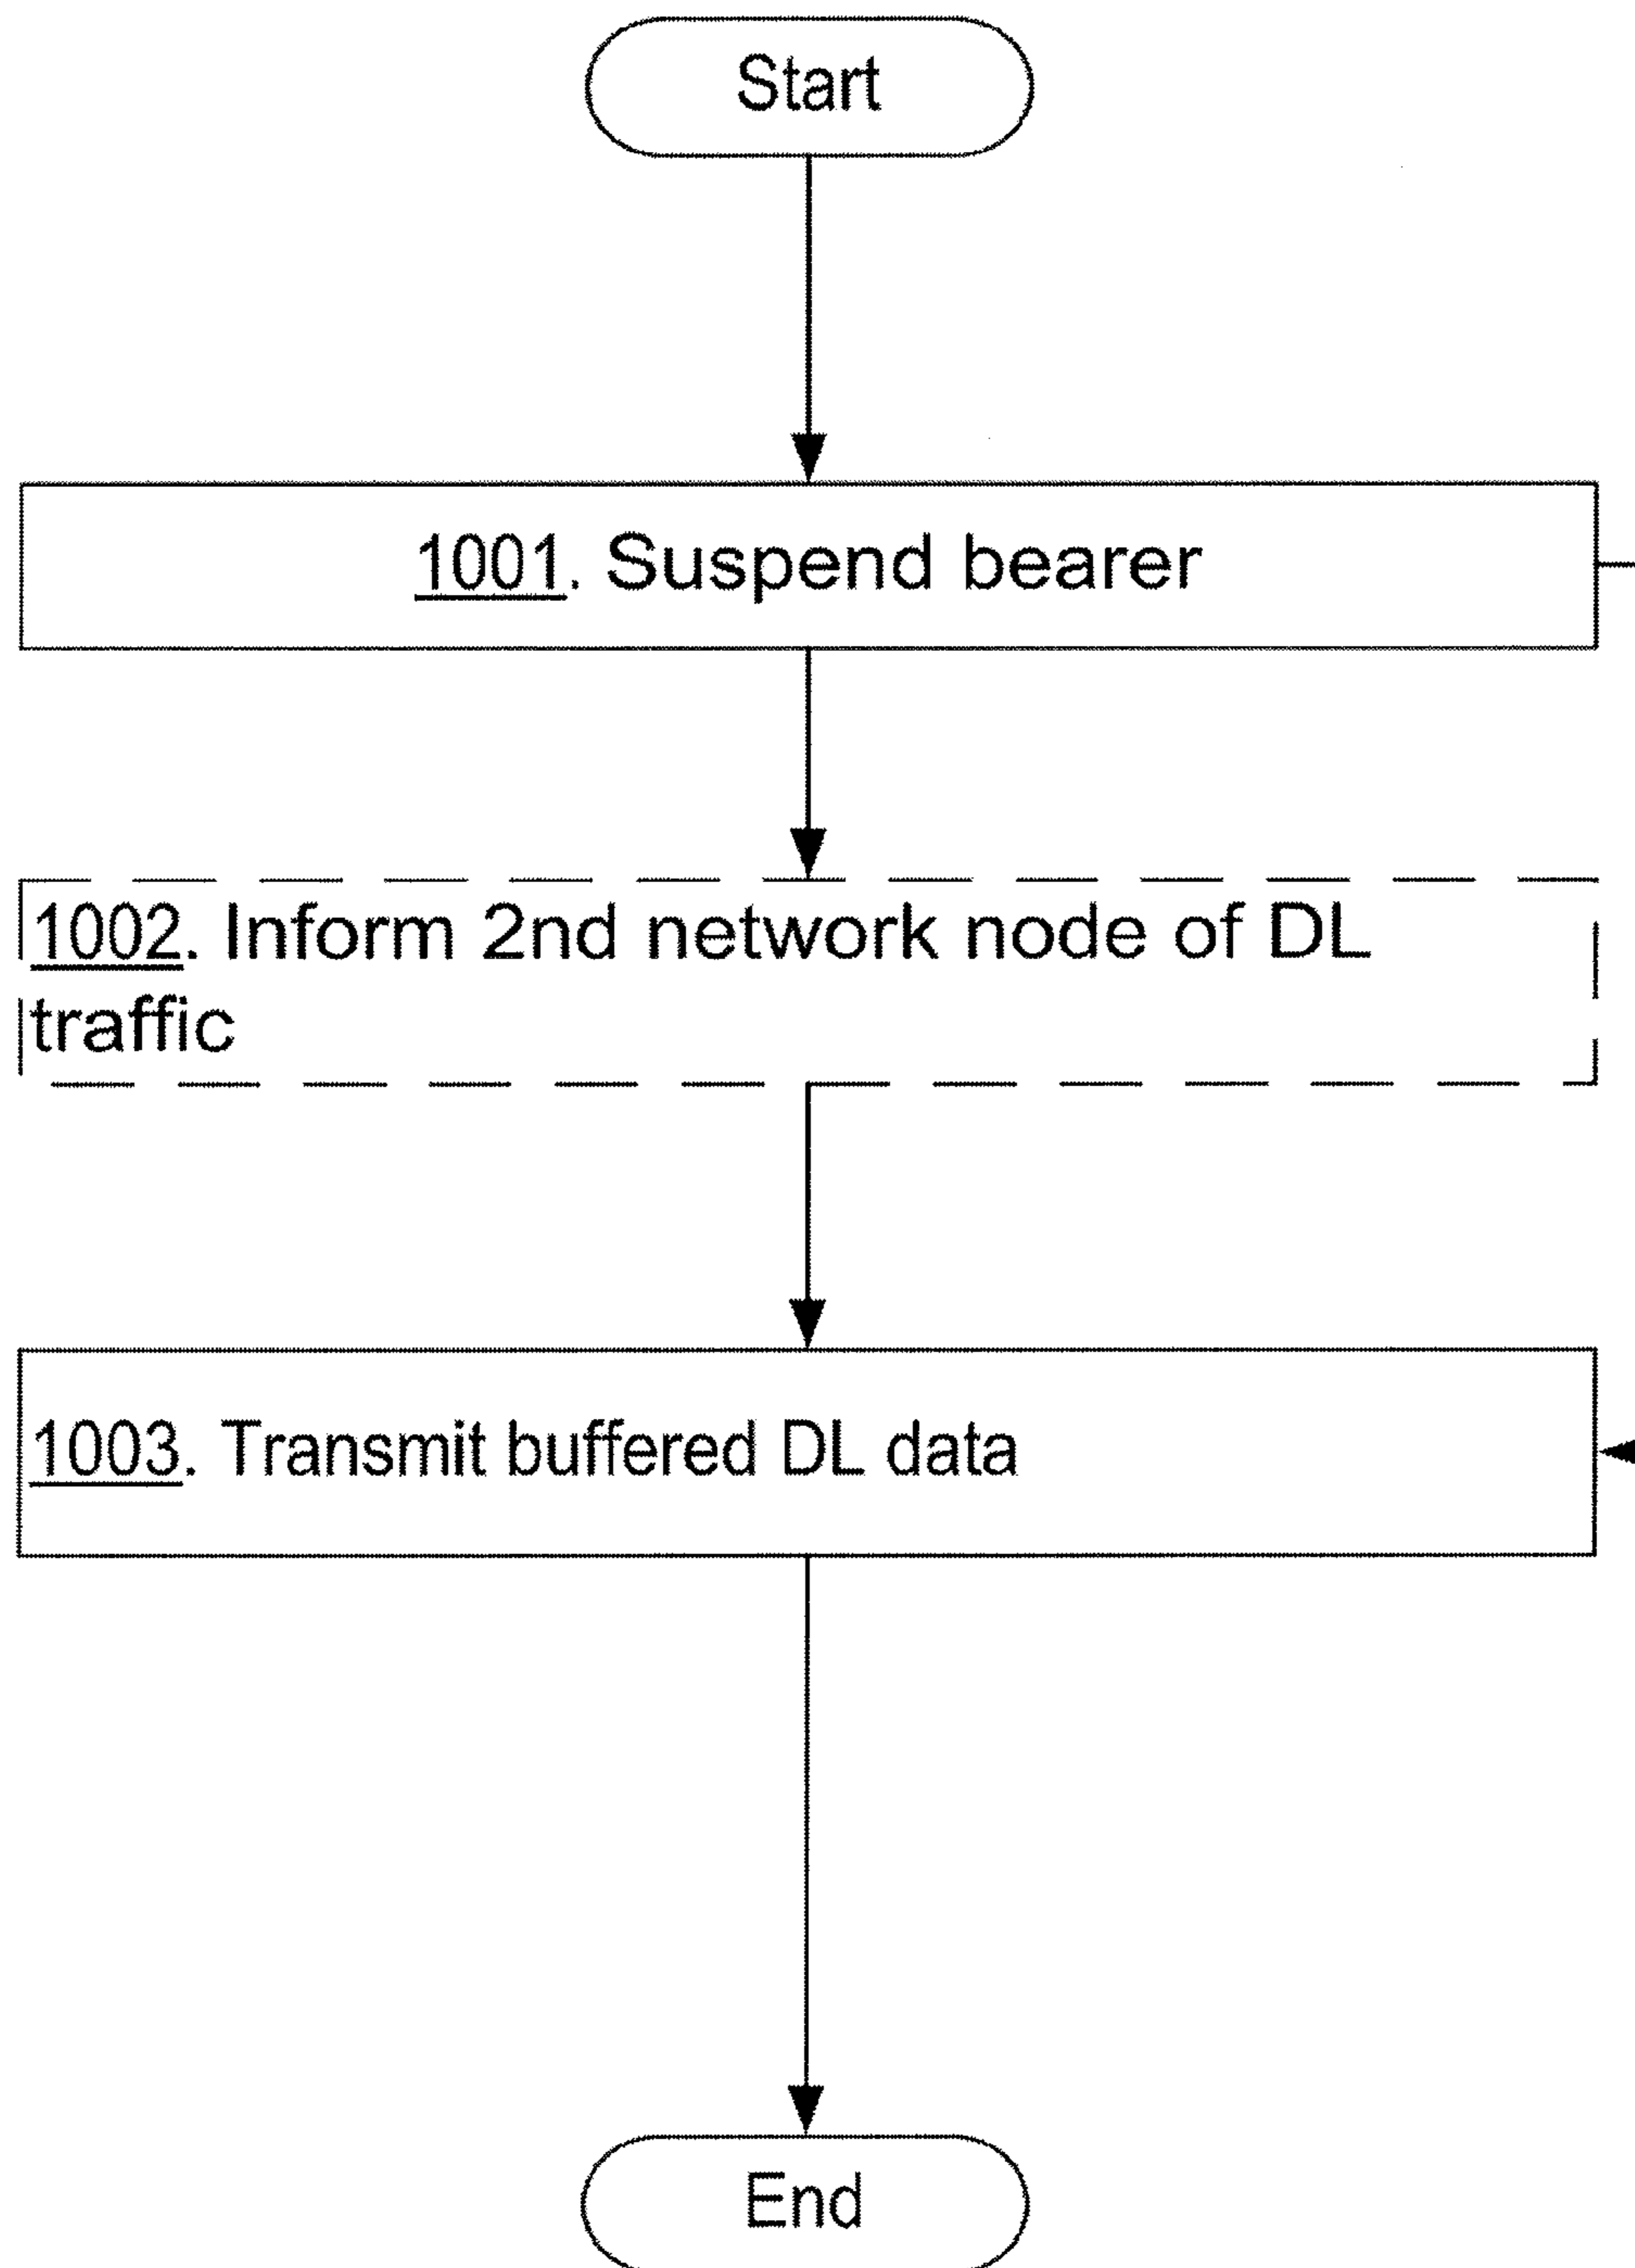 Start
1001. Suspend bearer
1002. Inform 2nd network node of DL
traffic
1003. Transmit buffered DL data
End